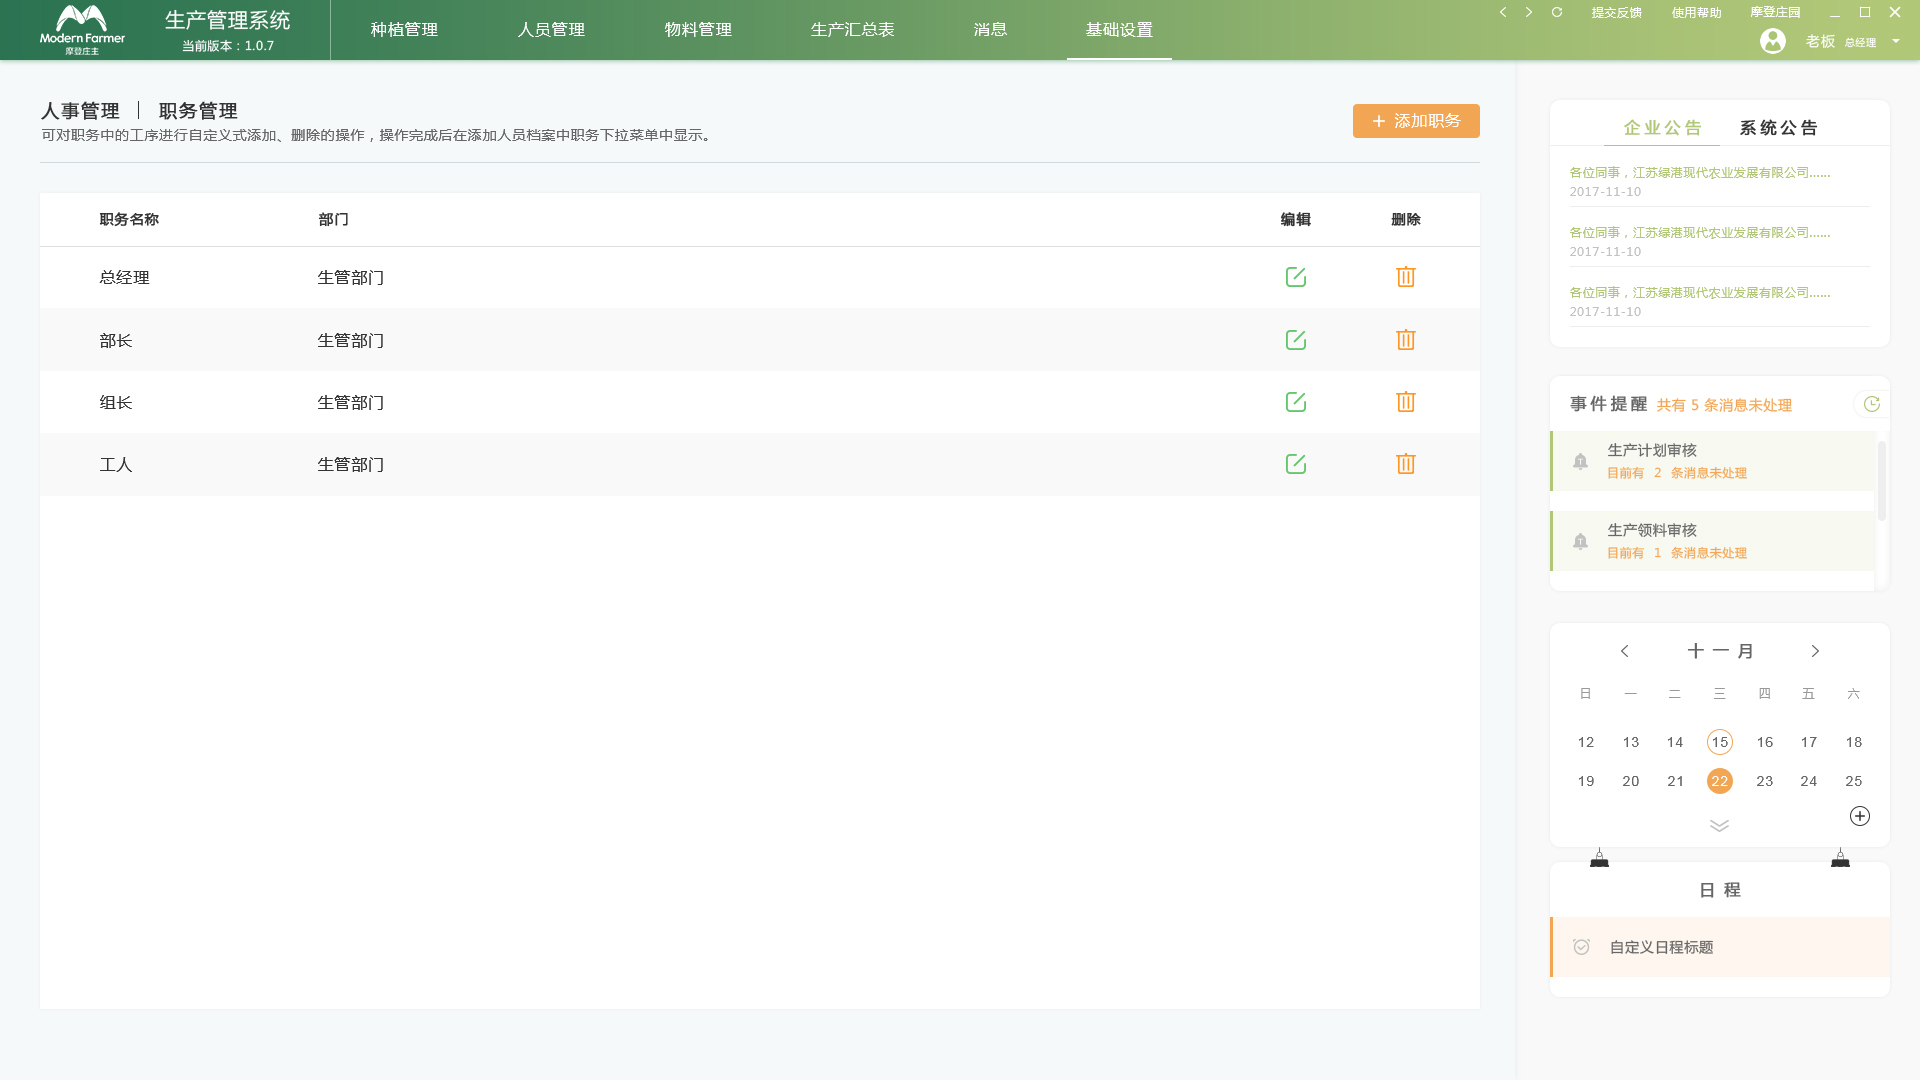 Modern Farmer
摩登庄主
生产管理系统
当前版本：1.0.7
种植管理
人员管理
物料管理
生产汇总表
消息
基础设置
提交反馈
使用帮助
摩登庄园
老板 总经理
人事管理 | 职务管理
可对职务中的工序进行自定义式添加、删除的操作，操作完成后在添加人员档案中职务下拉菜单中显示。
+ 添加职务
职务名称 部门 编辑 删除
总经理 生管部门
部长 生管部门
组长 生管部门
工人 生管部门
企业公告 系统公告
各位同事，江苏绿港现代农业发展有限公司......
2017-11-10
各位同事，江苏绿港现代农业发展有限公司......
2017-11-10
各位同事，江苏绿港现代农业发展有限公司......
2017-11-10
事件提醒 共有 5 条消息未处理
生产计划审核
目前有 2 条消息未处理
生产领料审核
目前有 1 条消息未处理
十一月
日 一 二 三 四 五 六
12 13 14 15 16 17 18
19 20 21 22 23 24 25
日程
自定义日程标题